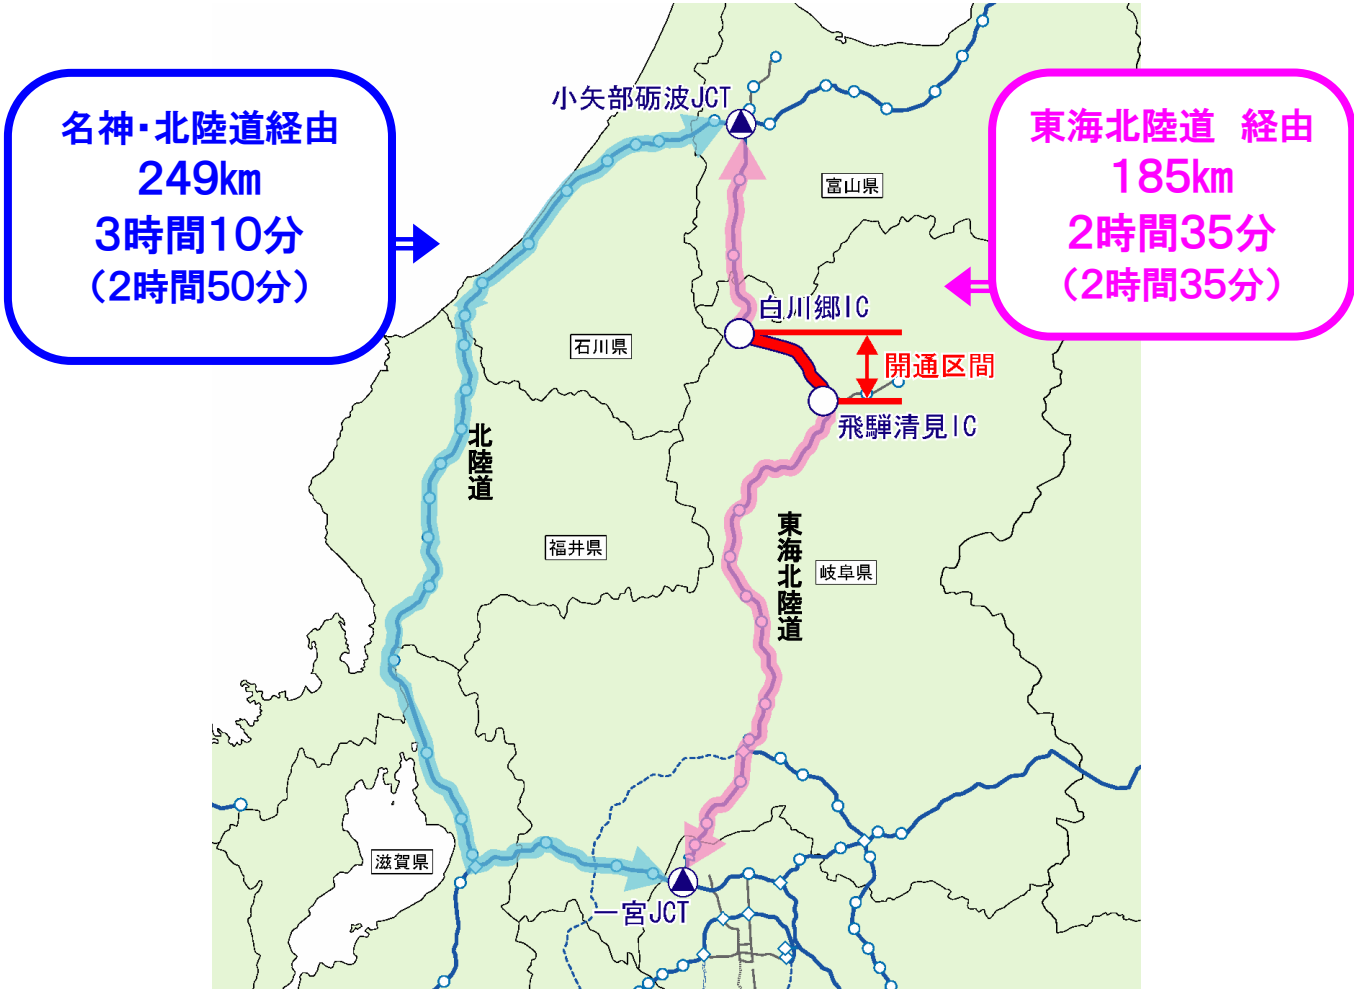 小矢部砺波JCT
名神・北陸道経由
249km
3時間10分
（2時間50分）
東海北陸道 経由
185km
2時間35分
（2時間35分）
富山県
白川郷IC
石川県
開通区間
飛騨清見IC
北陸道
東海北陸道
福井県
岐阜県
滋賀県
一宮JCT